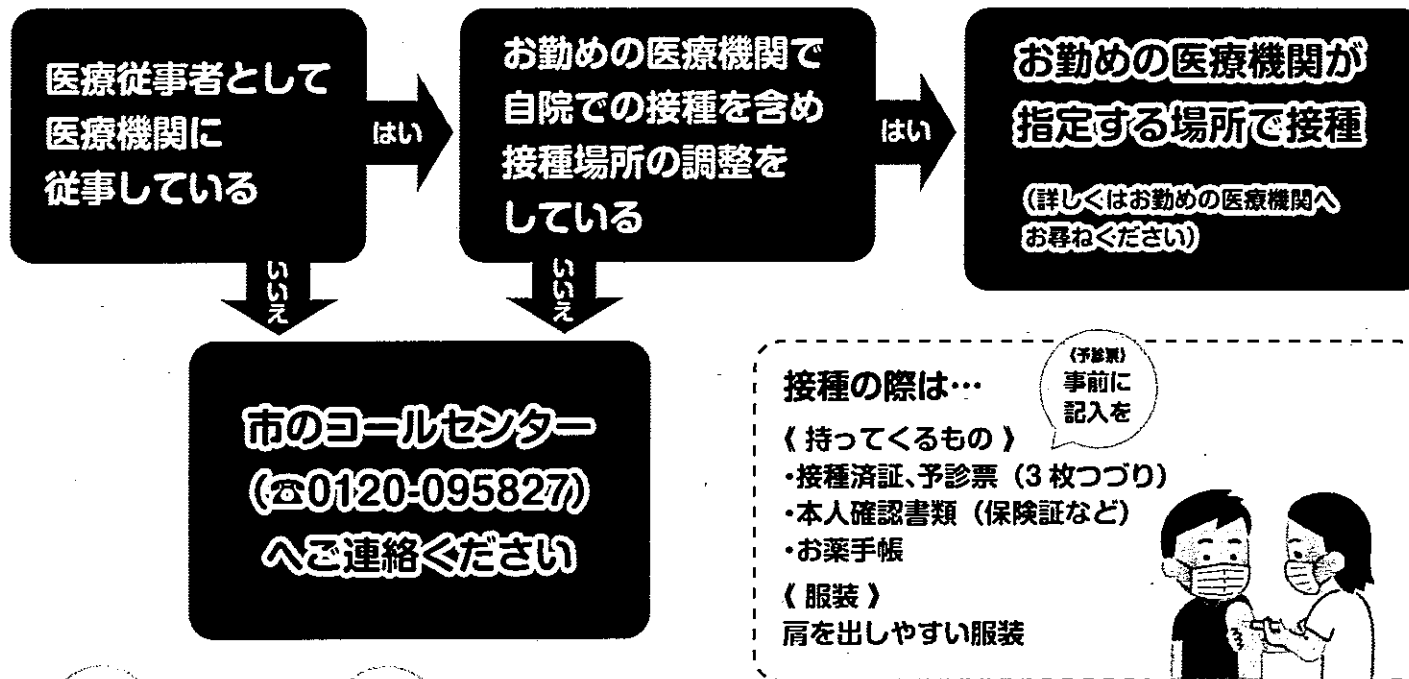 医療従事者として
医療機関に
従事している
はい
お勤めの医療機関で
自院での接種を含め
接種場所の調整を
している
はい
お勤めの医療機関が
指定する場所で接種
(詳しくはお勤めの医療機関へ
お尋ねください)
いいえ
いいえ
市のコールセンター
(☎0120-095827)
へご連絡ください
接種の際は…
《予診票》
事前に
記入を
《 持ってくるもの 》
・接種済証、予診票(3枚つづり)
・本人確認書類(保険証など)
・お薬手帳
《 服装 》
肩を出しやすい服装